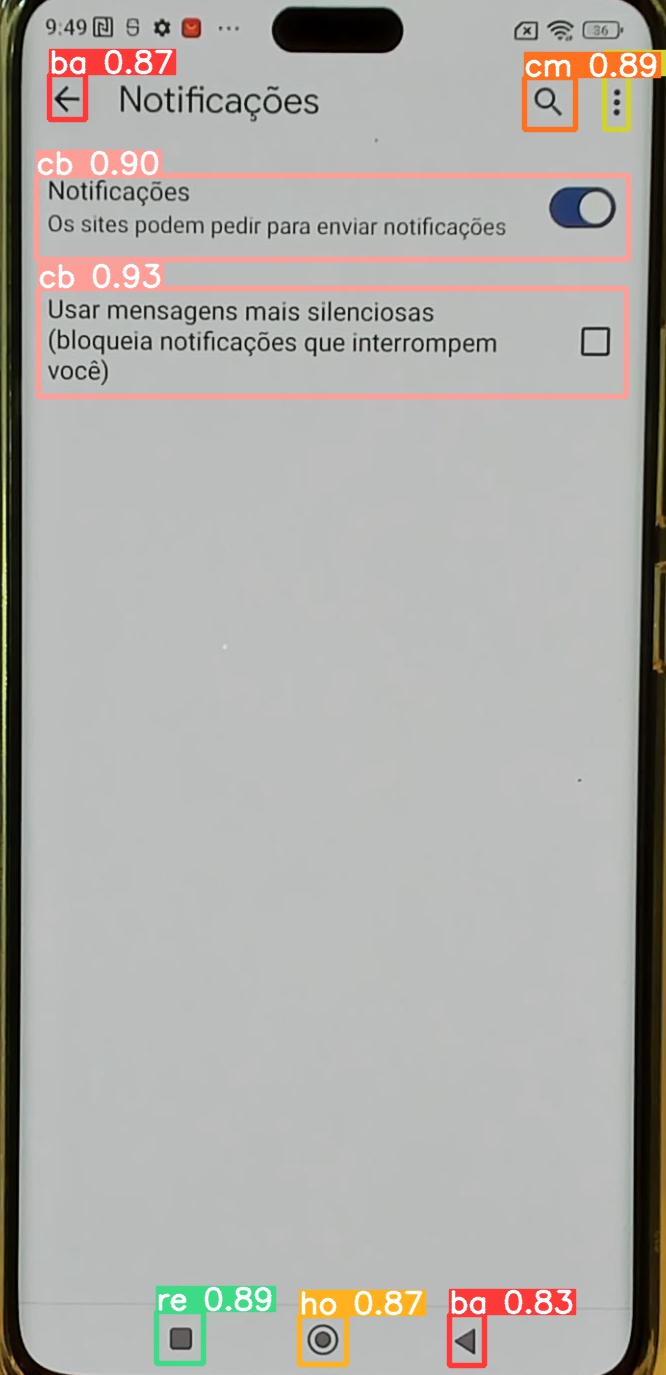 9:49
36
ba 0.87
cm 0.89
Notificações
cb 0.90
Notificações
Os sites podem pedir para enviar notificações
cb 0.93
Usar mensagens mais silenciosas
(bloqueia notificações que interrompem
você)
re 0.89
ho 0.87
ba 0.83